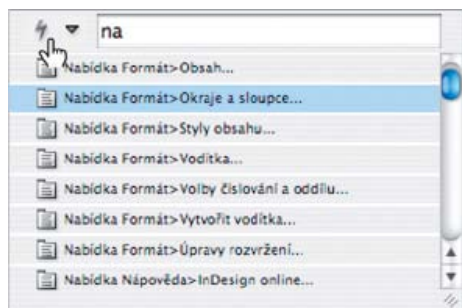 na
Nabídka Formát>Obsah...
Nabídka Formát>Okraje a sloupce...
Nabídka Formát>Styly obsahu...
Nabídka Formát>Vodítka...
Nabídka Formát>Volby číslování a oddílu...
Nabídka Formát>Vytvořit vodítka...
Nabídka Formát>Úpravy rozvržení...
Nabídka Nápověda>InDesign online...